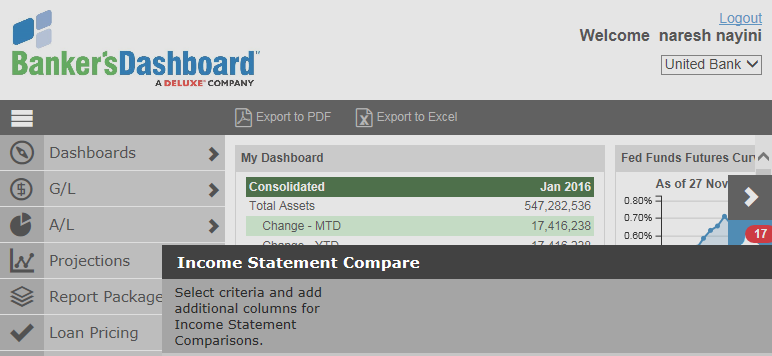 Logout
Welcome naresh nayini
Banker'sDashboard™
A DELUXE® COMPANY
United Bank
Export to PDF
Export to Excel
Dashboards
G/L
A/L
Projections
Report Package
Loan Pricing
My Dashboard
Consolidated Jan 2016
Total Assets 547,282,536
Change - MTD 17,416,238
Change - YTD 17,416,238
Fed Funds Futures Cur
As of 27 Nov
0.80%
0.70%
0.60%
17
Income Statement Compare
Select criteria and add
additional columns for
Income Statement
Comparisons.